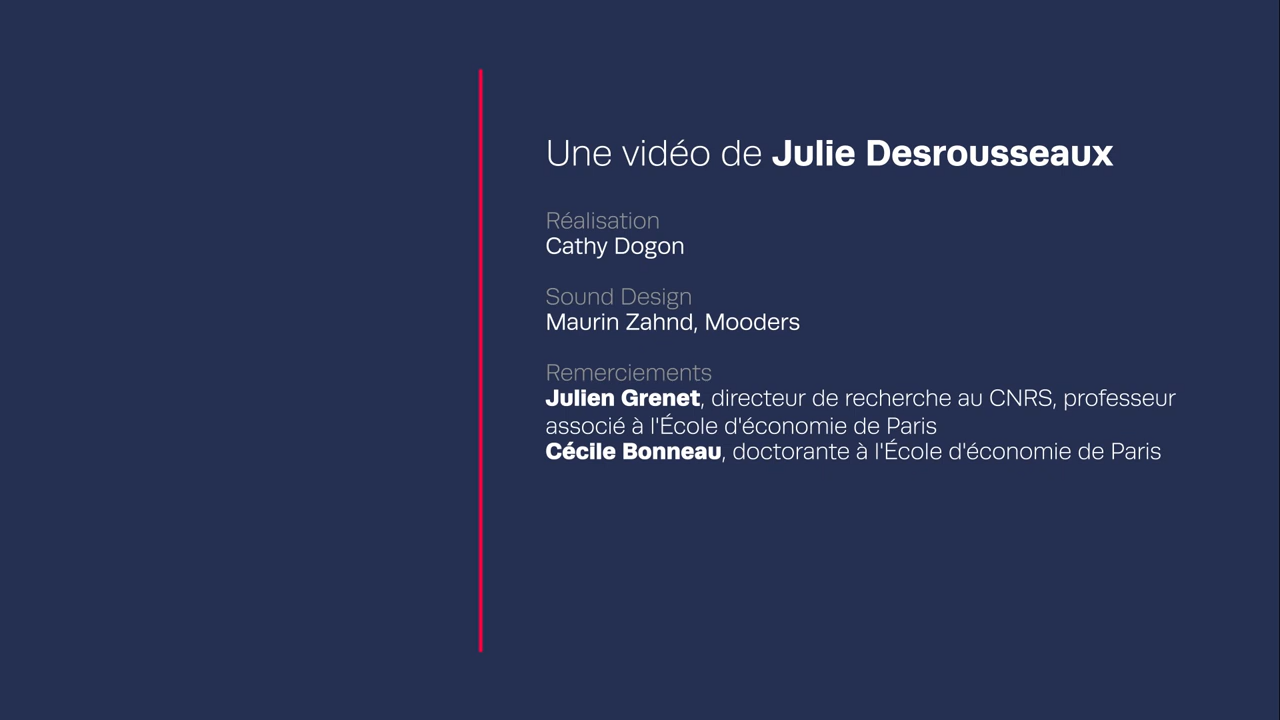 Une vidéo de Julie Desrousseaux
Réalisation
Cathy Dogon
Sound Design
Maurin Zahnd, Mooders
Remerciements
Julien Grenet, directeur de recherche au CNRS, professeur
associé à l'École d'économie de Paris
Cécile Bonneau, doctorante à l'École d'économie de Paris